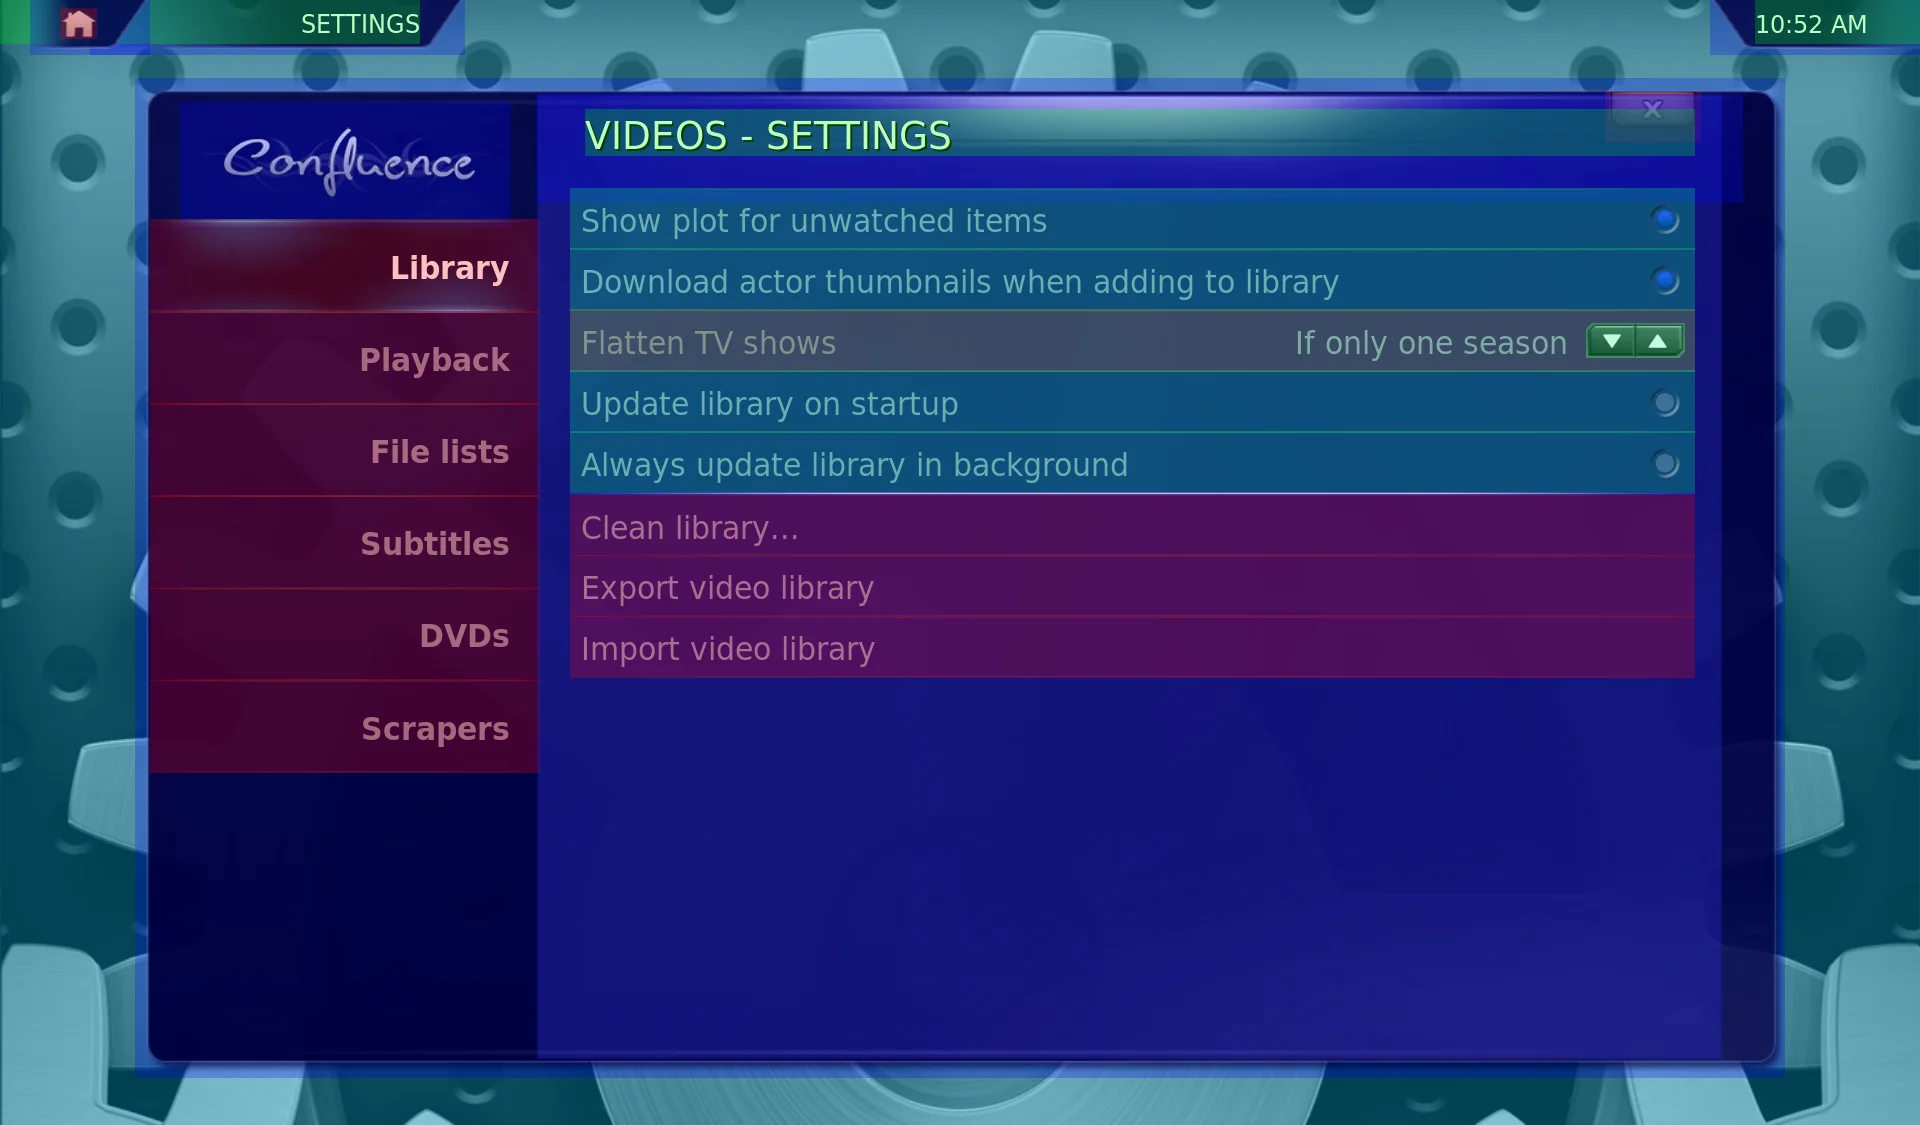 SETTINGS
10:52 AM
Confluence
VIDEOS - SETTINGS
x
Library
Playback
File lists
Subtitles
DVDs
Scrapers
Show plot for unwatched items
Download actor thumbnails when adding to library
Flatten TV shows If only one season
Update library on startup
Always update library in background
Clean library...
Export video library
Import video library